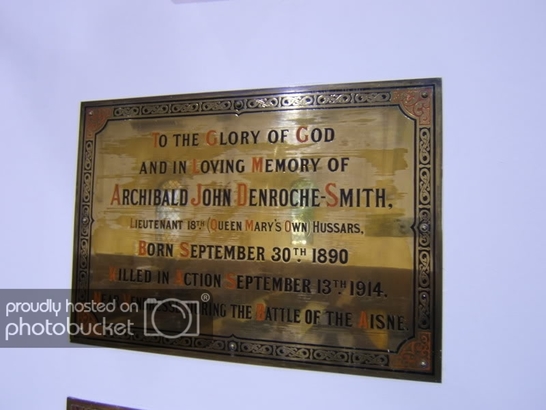 TO THE GLORY OF GOD
AND IN LOVING MEMORY OF
ARCHIBALD JOHN DENROCHE-SMITH,
LIEUTENANT 18TH (QUEEN MARY'S OWN) HUSSARS,
BORN SEPTEMBER 30TH 1890
KILLED IN ACTION SEPTEMBER 13TH 1914.
THE BATTLE OF THE AISNE.
proudly hosted on
photobucket